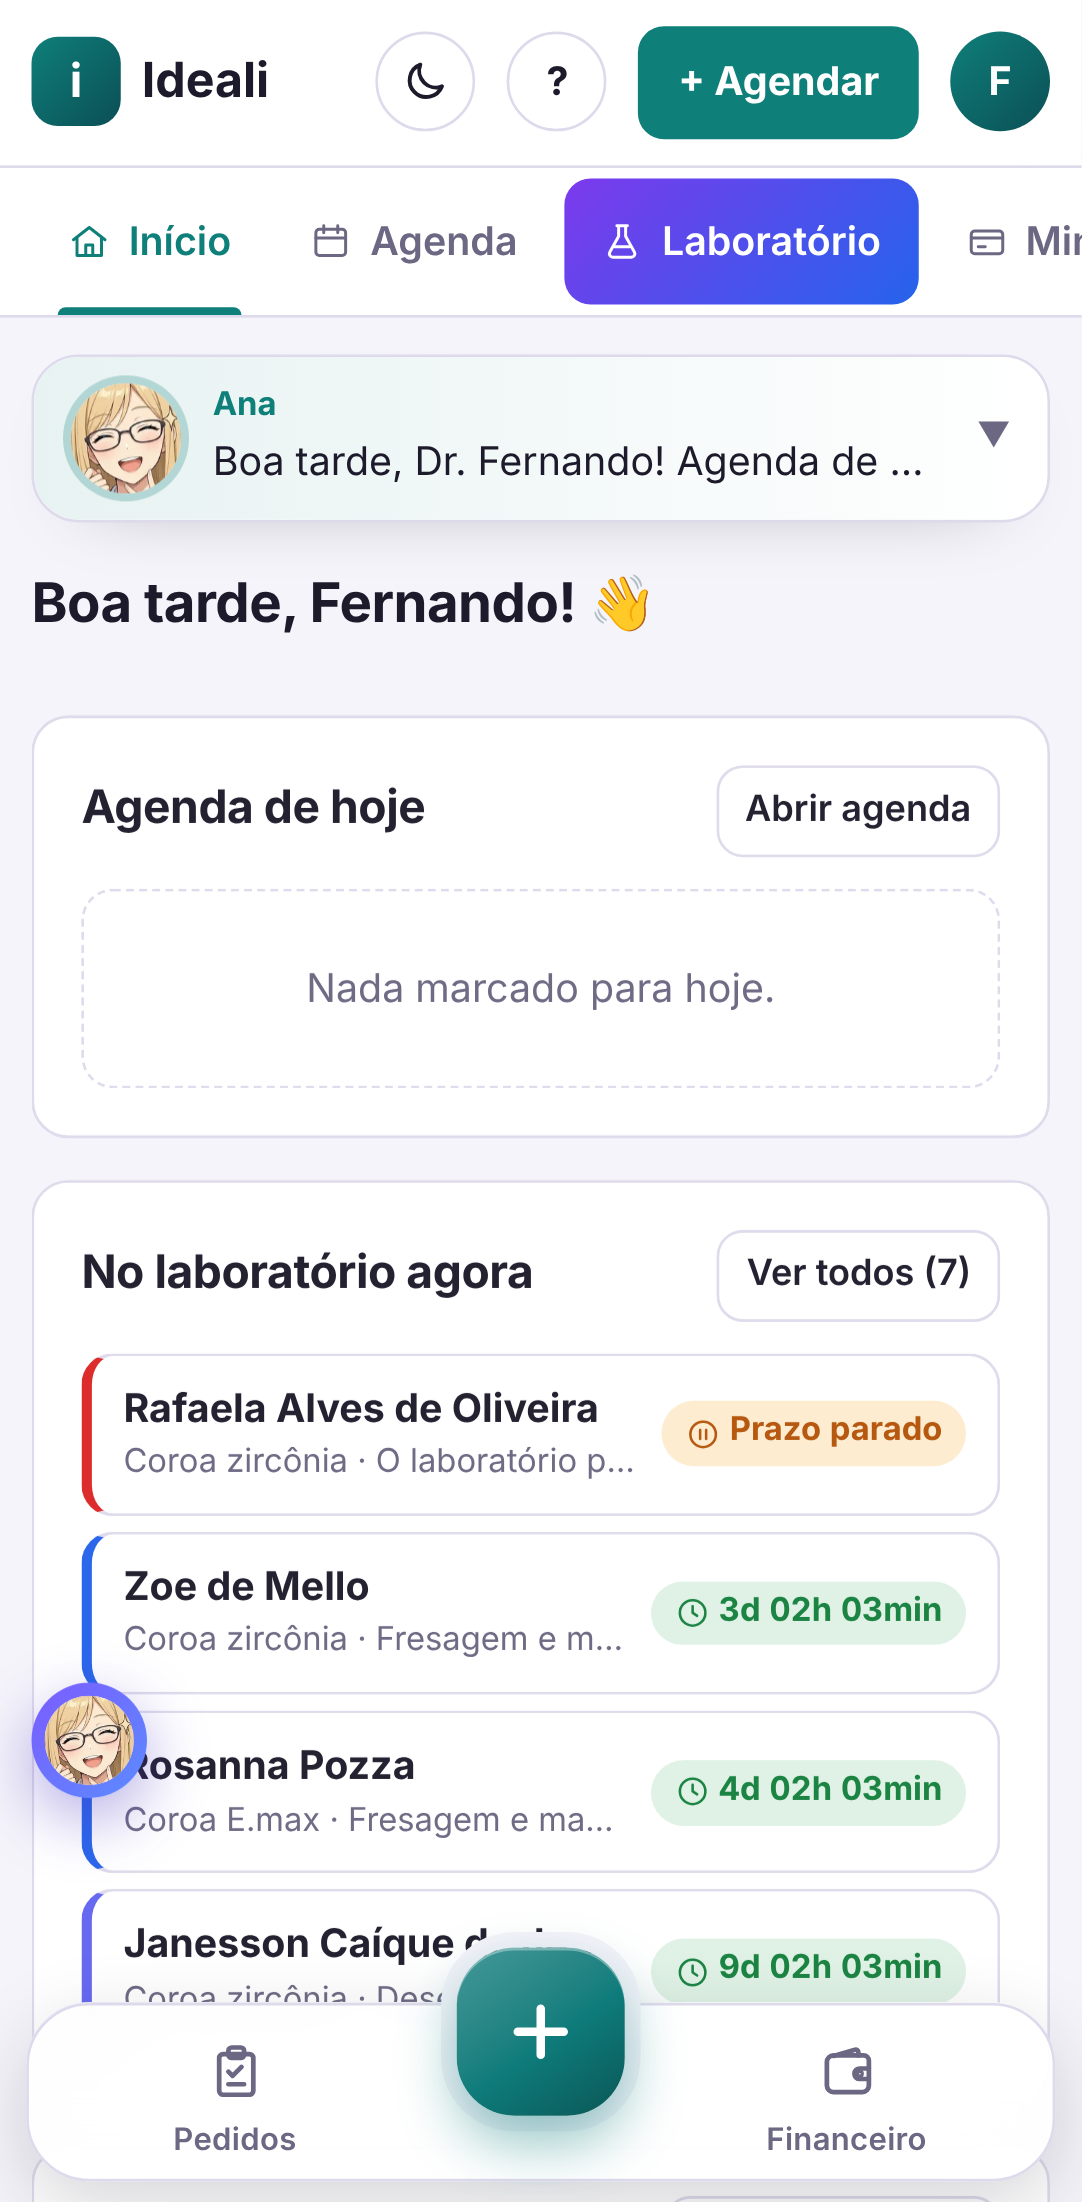 i Ideali ? + Agendar F
Início Agenda Laboratório
Ana
Boa tarde, Dr. Fernando! Agenda de ...
Boa tarde, Fernando! 👋
Agenda de hoje Abrir agenda
Nada marcado para hoje.
No laboratório agora Ver todos (7)
Rafaela Alves de Oliveira Prazo parado
Coroa zircônia · O laboratório p...
Zoe de Mello 3d 02h 03min
Coroa zircônia · Fresagem e m...
Rosanna Pozza 4d 02h 03min
Coroa E.max · Fresagem e ma...
Janesson Caíque 9d 02h 03min
Coroa zircônia ·
Pedidos Financeiro